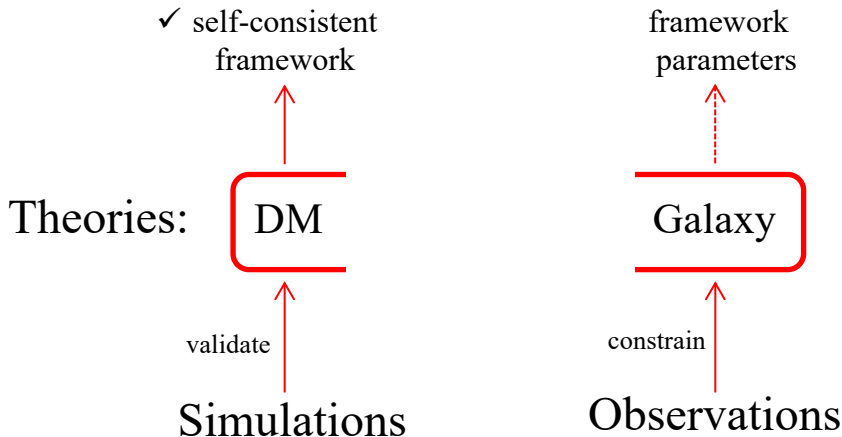 ✓ self-consistent
framework
framework
parameters
Theories:
DM
Galaxy
validate
constrain
Simulations
Observations